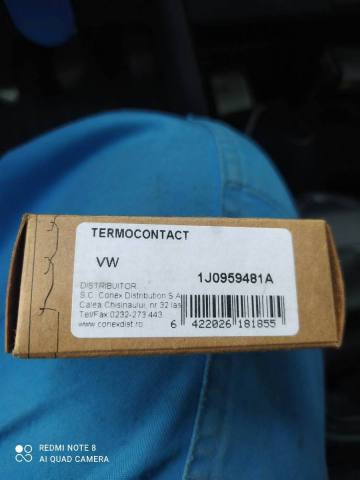 TERMOCONTACT
VW
1J0959481A
DISTRIBUITOR
S.C. Conex Distribution S.A
Calea Chisinaului, nr 32 Ias
Tel/Fax:0232-273 443
www.conexdist.ro
6 422026 181855
REDMI NOTE 8
AI QUAD CAMERA